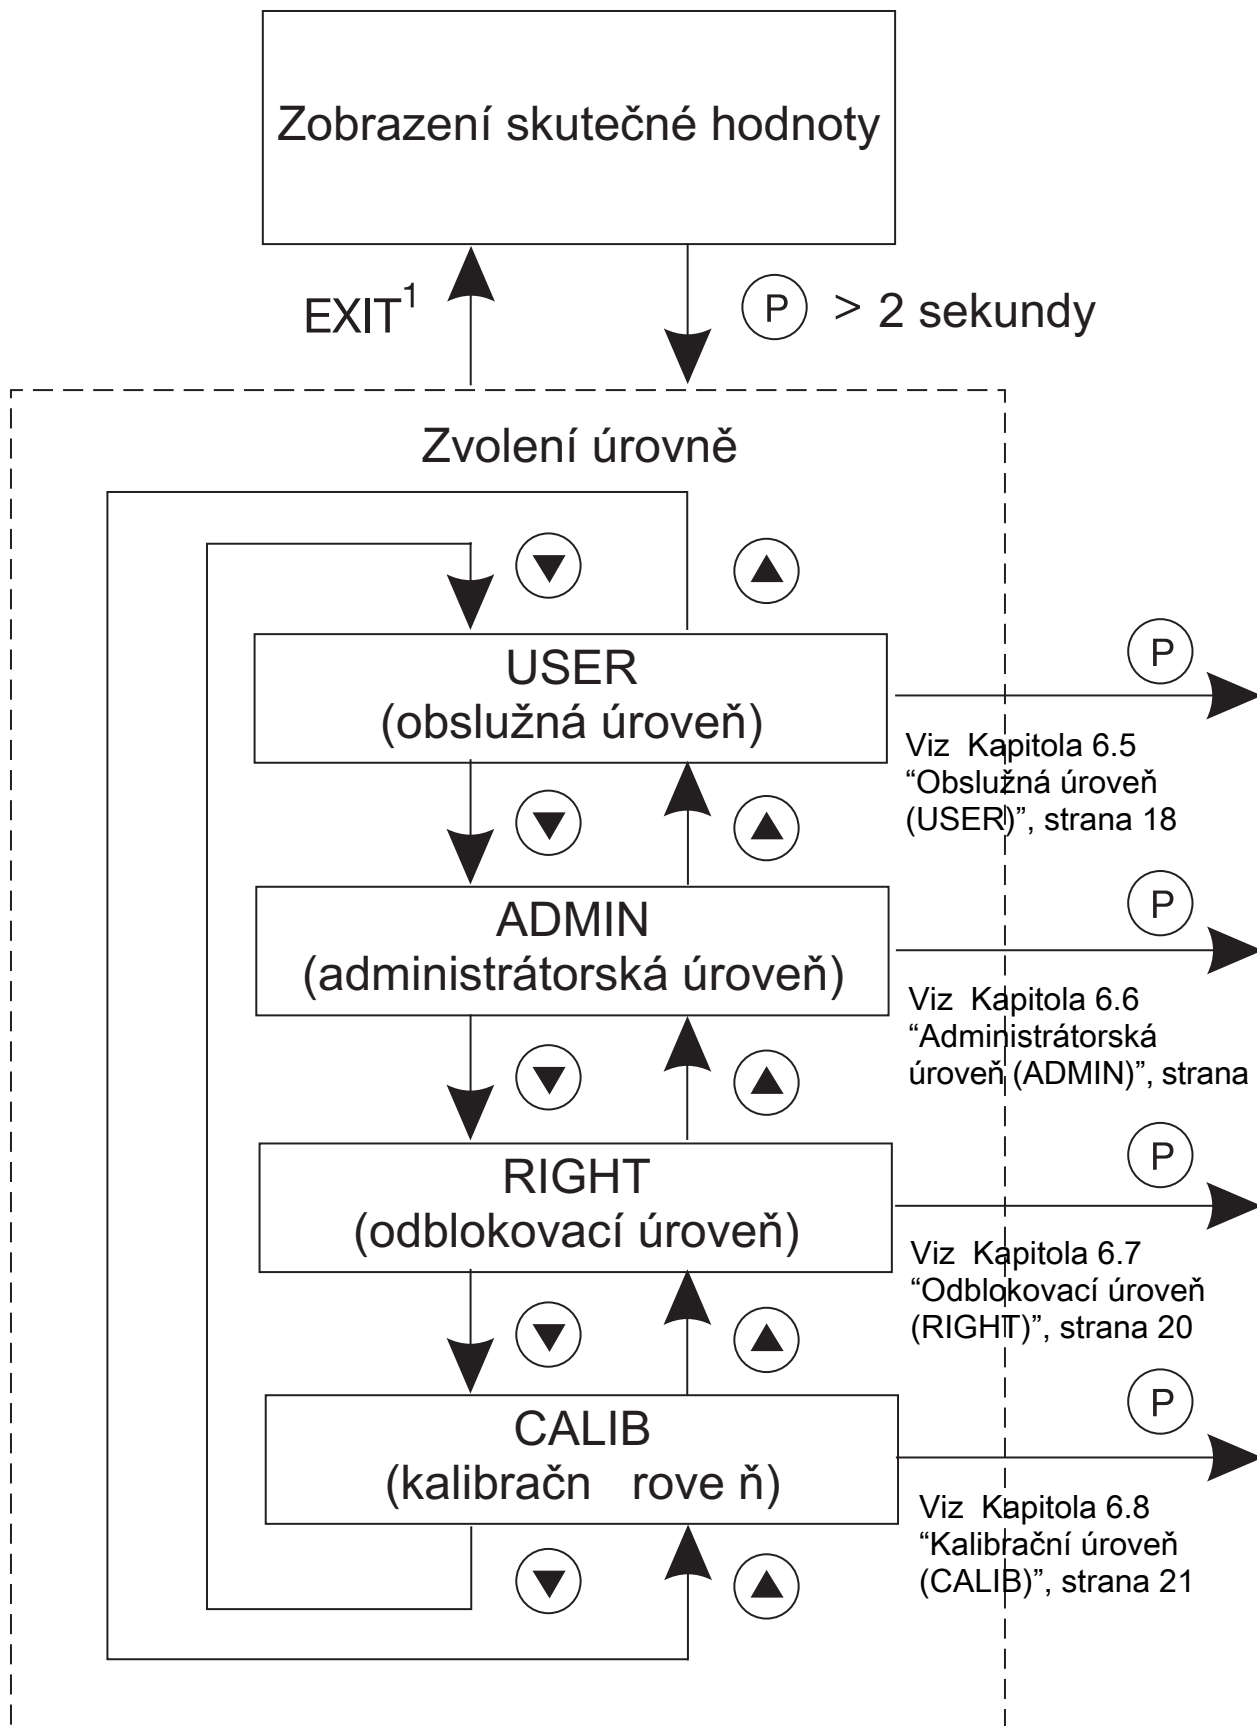 Zobrazení skutečné hodnoty
EXIT1
P > 2 sekundy
Zvolení úrovně
USER
(obslužná úroveň)
P
Viz Kapitola 6.5
“Obslužná úroveň
(USER)”, strana 18
ADMIN
(administrátorská úroveň)
P
Viz Kapitola 6.6
“Administrátorská
úroveň (ADMIN)”, strana
RIGHT
(odblokovací úroveň)
P
Viz Kapitola 6.7
“Odblokovací úroveň
(RIGHT)”, strana 20
CALIB
(kalibračn rove ň)
P
Viz Kapitola 6.8
“Kalibrační úroveň
(CALIB)”, strana 21